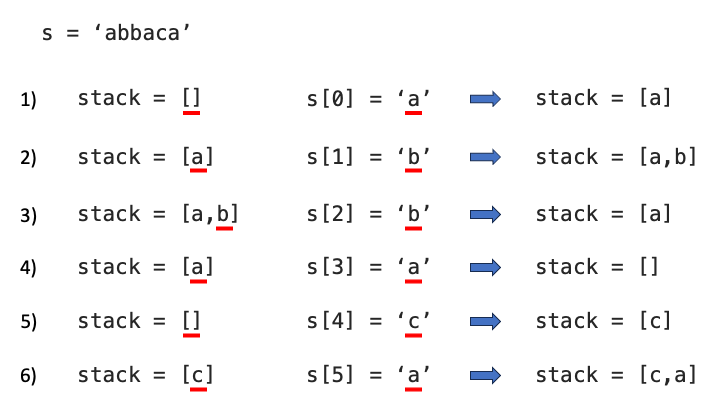 s = ‘abbaca’
1) stack = [] s[0] = ‘a’ stack = [a]
2) stack = [a] s[1] = ‘b’ stack = [a,b]
3) stack = [a,b] s[2] = ‘b’ stack = [a]
4) stack = [a] s[3] = ‘a’ stack = []
5) stack = [] s[4] = ‘c’ stack = [c]
6) stack = [c] s[5] = ‘a’ stack = [c,a]